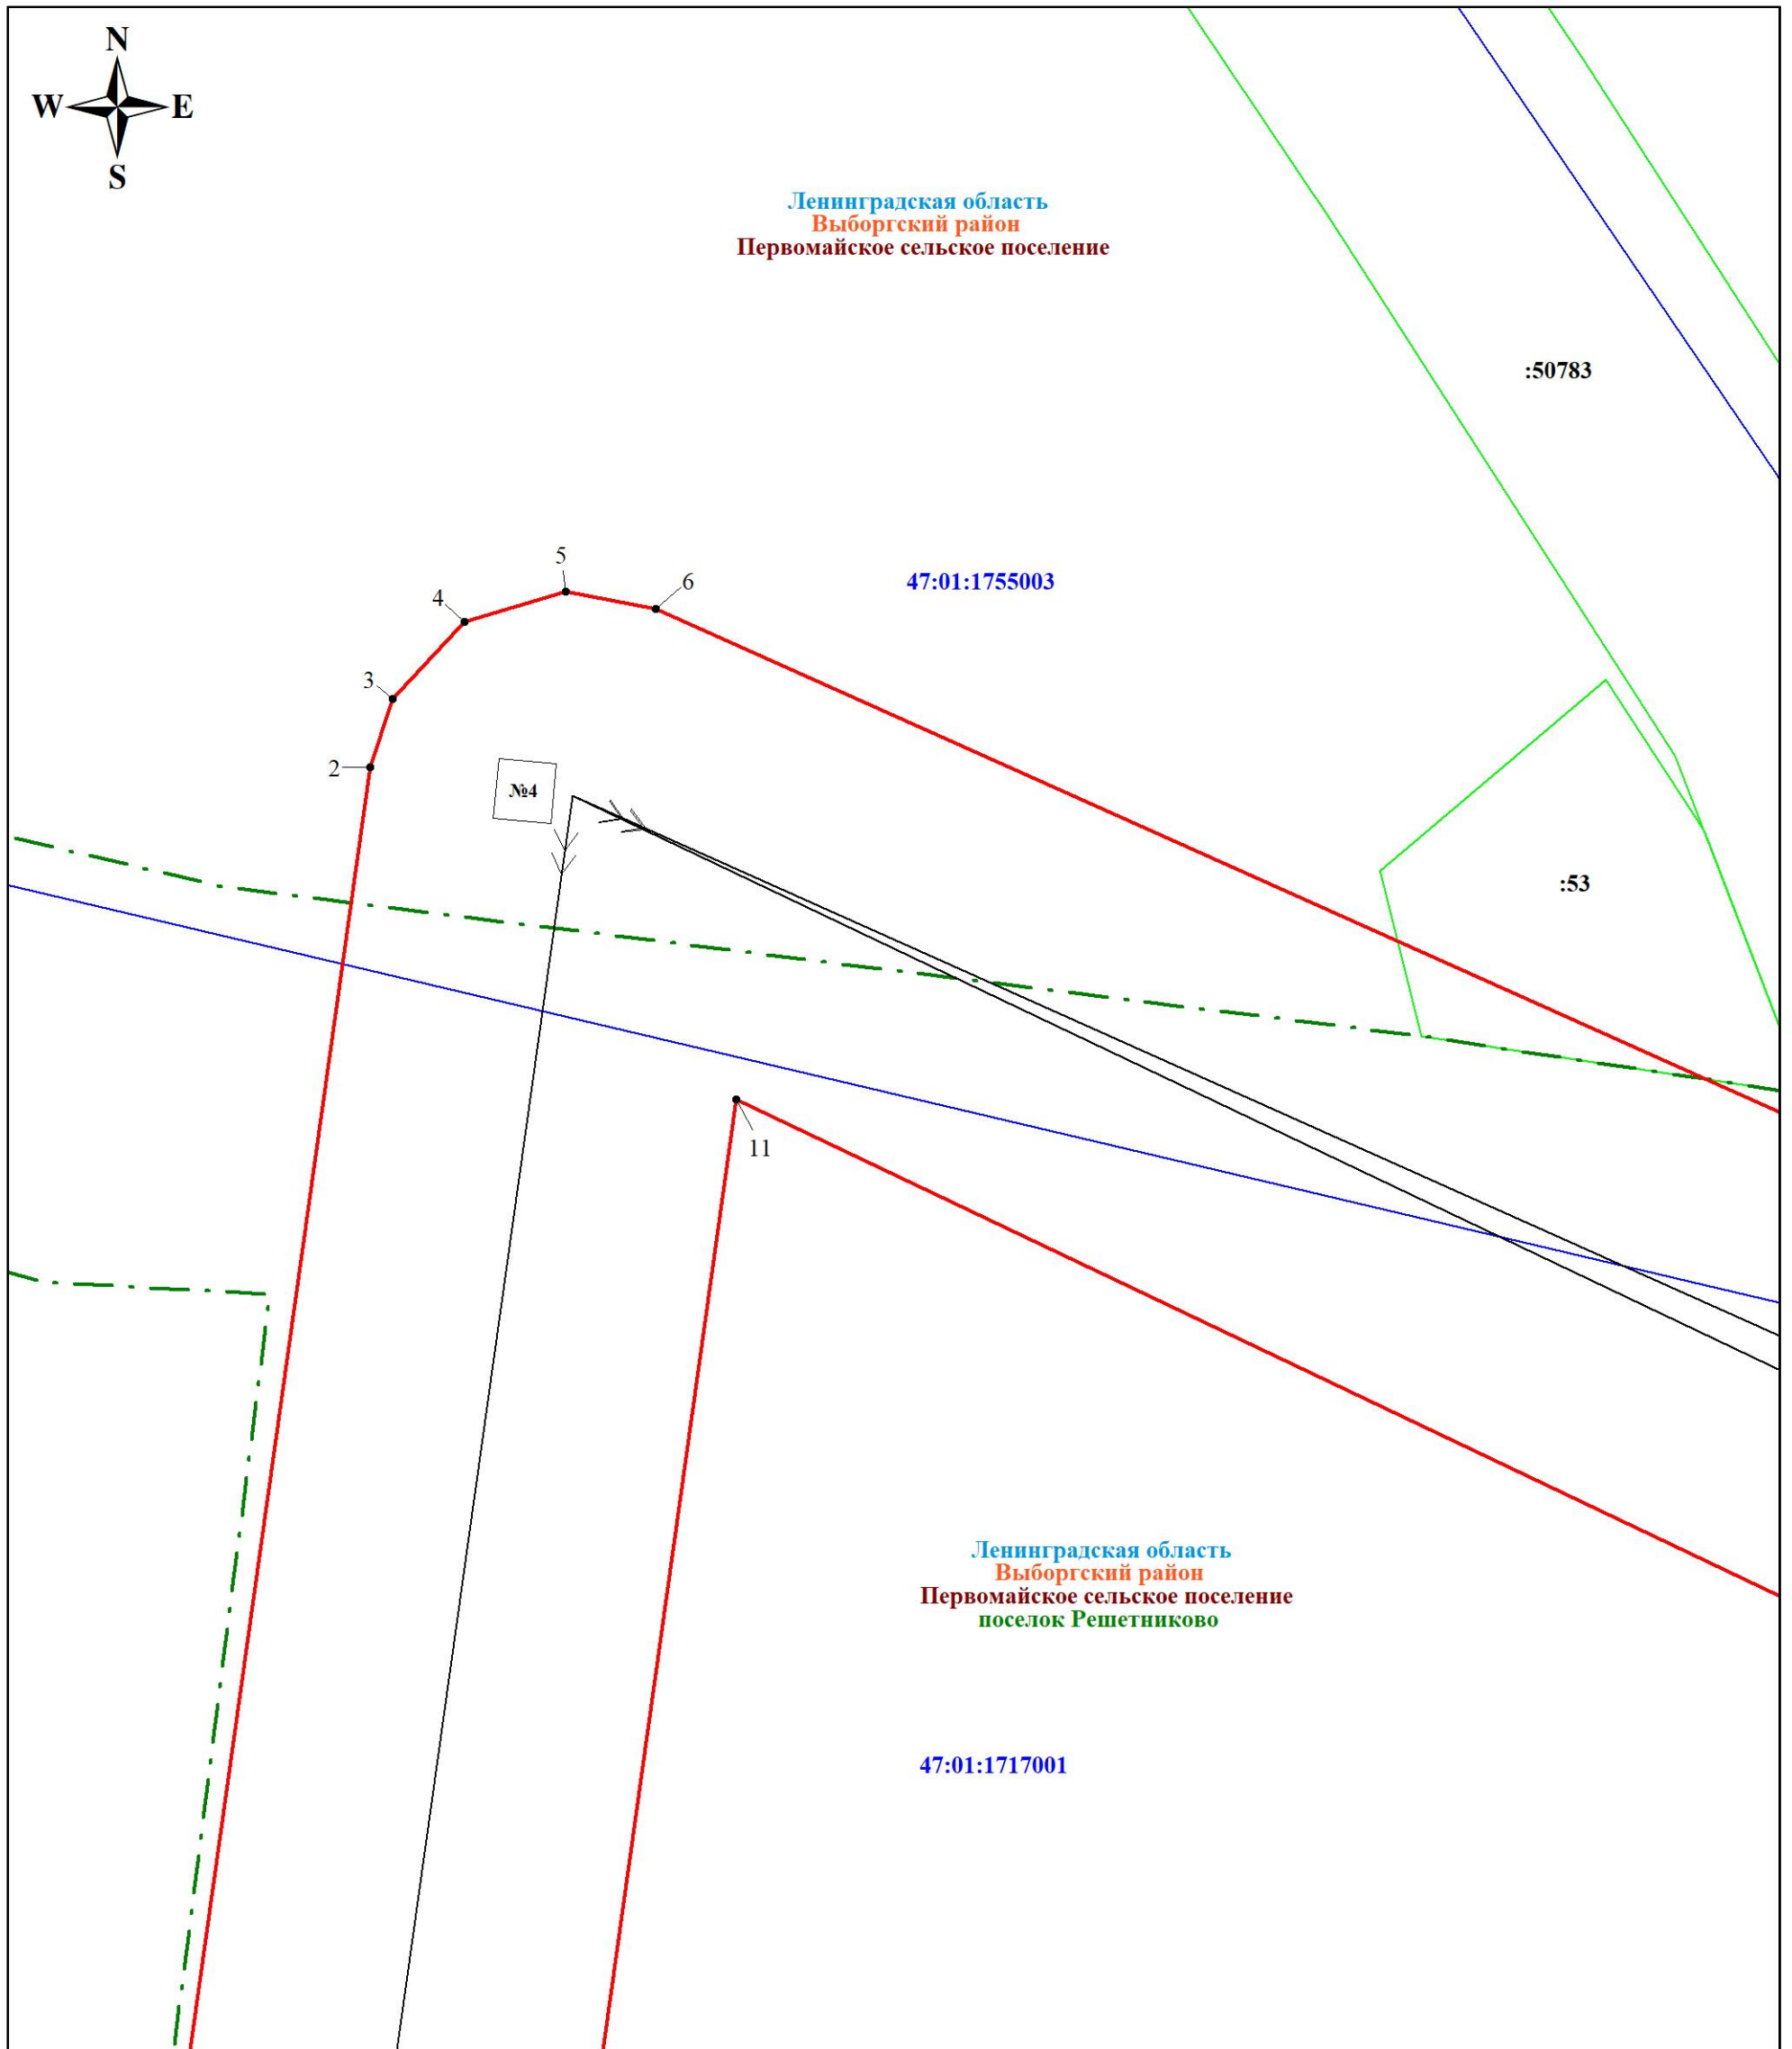 N
W E
S
Ленинградская область
Выборгский район
Первомайское сельское поселение
:50783
5
6
47:01:1755003
4
3
2
№4
:53
11
Ленинградская область
Выборгский район
Первомайское сельское поселение
поселок Решетниково
47:01:1717001